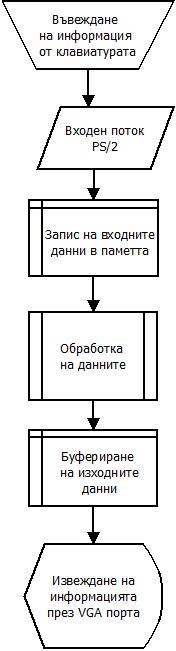 Въвеждане
на информация
от клавиатурата
Входен поток
PS/2
Запис на входните
данни в паметта
Обработка
на данните
Буфериране
на изходните
данни
Извеждане на
информацията
през VGA порта